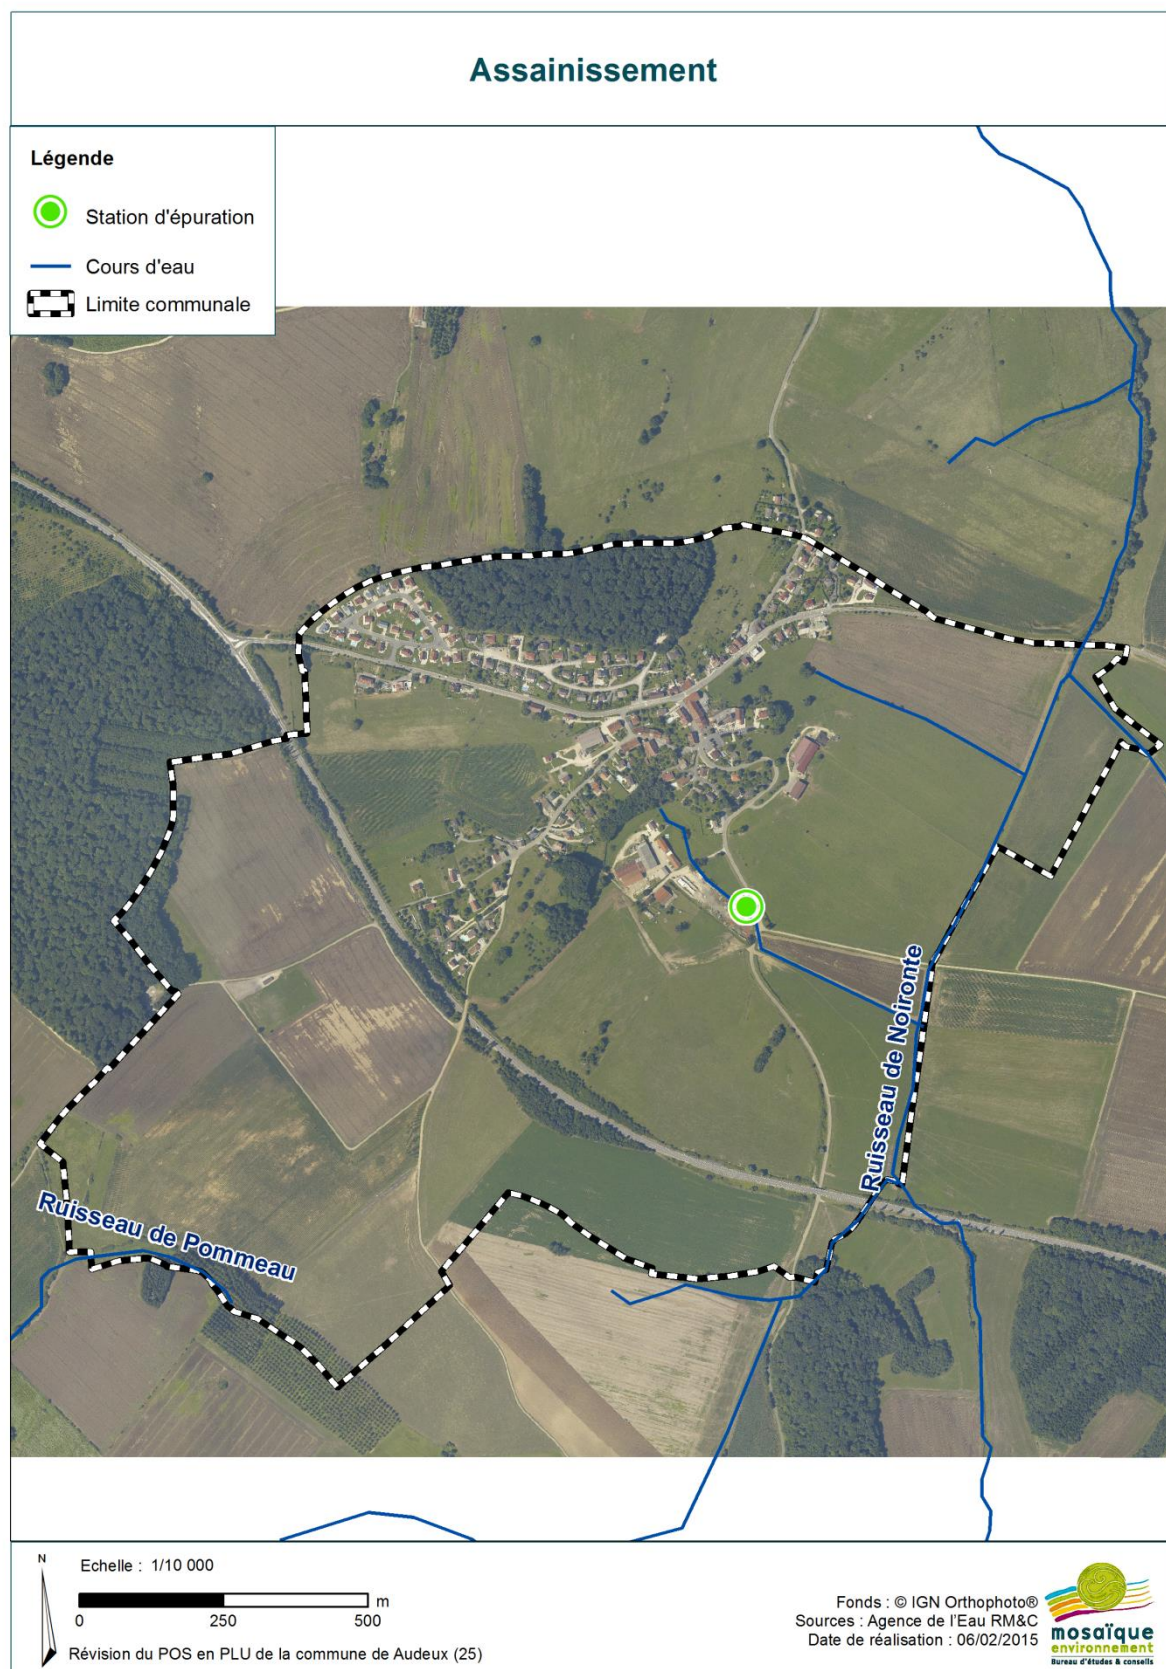 Assainissement
Légende
Station d'épuration
Cours d'eau
Limite communale
Ruisseau de Noironte
Ruisseau de Pommeau
N
Echelle : 1/10 000
m
0 250 500
Révision du POS en PLU de la commune de Audeux (25)
Fonds : © IGN Orthophoto®
Sources : Agence de l'Eau RM&C
Date de réalisation : 06/02/2015
mosaïque
environnement
Bureau d'études & conseils